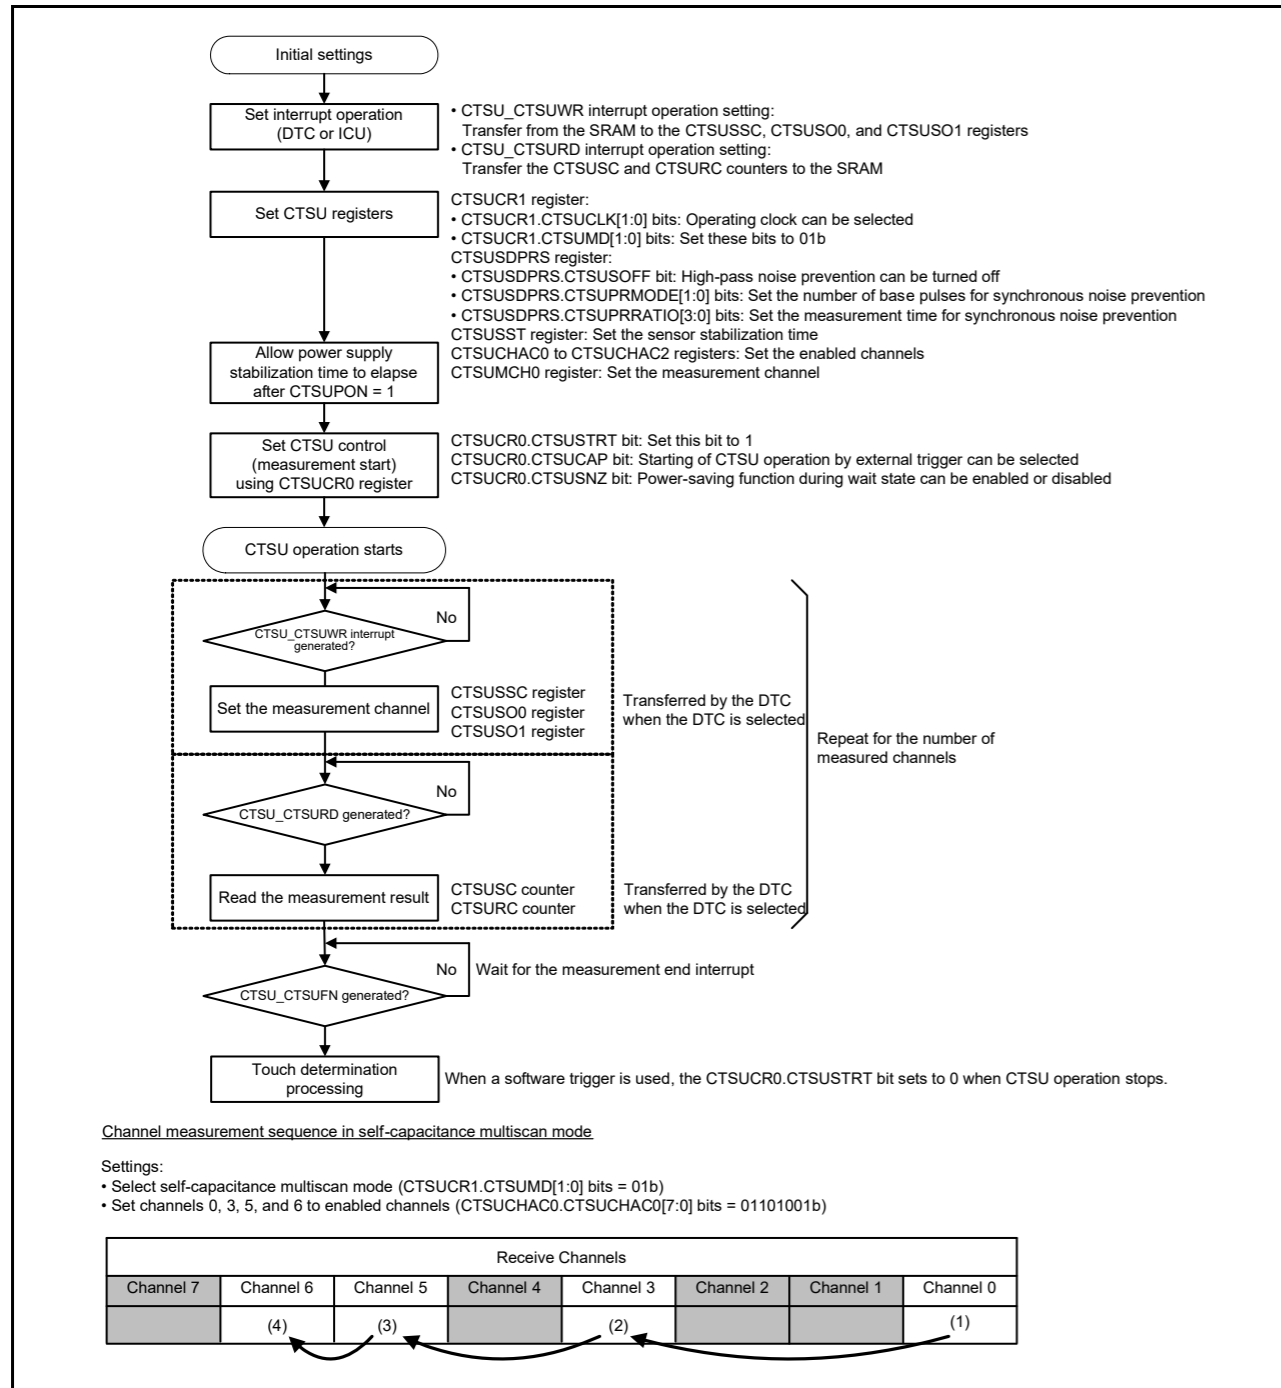 Initial settings
Set interrupt operation
(DTC or ICU)
• CTSU_CTSUWR interrupt operation setting:
Transfer from the SRAM to the CTSUSSC, CTSUSO0, and CTSUSO1 registers
• CTSU_CTSURD interrupt operation setting:
Transfer the CTSUSC and CTSURC counters to the SRAM
Set CTSU registers
CTSUCR1 register:
• CTSUCR1.CTSUCLK[1:0] bits: Operating clock can be selected
• CTSUCR1.CTSUMD[1:0] bits: Set these bits to 01b
CTSUSDPRS register:
• CTSUSDPRS.CTSUSOFF bit: High-pass noise prevention can be turned off
• CTSUSDPRS.CTSUPRMODE[1:0] bits: Set the number of base pulses for synchronous noise prevention
• CTSUSDPRS.CTSUPRRATIO[3:0] bits: Set the measurement time for synchronous noise prevention
CTSUSST register: Set the sensor stabilization time
CTSUCHAC0 to CTSUCHAC2 registers: Set the enabled channels
CTSUMCH0 register: Set the measurement channel
Allow power supply
stabilization time to elapse
after CTSUPON = 1
Set CTSU control
(measurement start)
using CTSUCR0 register
CTSUCR0.CTSUSTRT bit: Set this bit to 1
CTSUCR0.CTSUCAP bit: Starting of CTSU operation by external trigger can be selected
CTSUCR0.CTSUSNZ bit: Power-saving function during wait state can be enabled or disabled
CTSU operation starts
No
CTSU_CTSUWR interrupt
generated?
Set the measurement channel
CTSUSSC register
CTSUSO0 register
CTSUSO1 register
Transferred by the DTC
when the DTC is selected
Repeat for the number of
measured channels
No
CTSU_CTSURD generated?
Read the measurement result
CTSUSC counter
CTSURC counter
Transferred by the DTC
when the DTC is selected
No
Wait for the measurement end interrupt
CTSU_CTSUFN generated?
Touch determination
processing
When a software trigger is used, the CTSUCR0.CTSUSTRT bit sets to 0 when CTSU operation stops.
Channel measurement sequence in self-capacitance multiscan mode
Settings:
• Select self-capacitance multiscan mode (CTSUCR1.CTSUMD[1:0] bits = 01b)
• Set channels 0, 3, 5, and 6 to enabled channels (CTSUCHAC0.CTSUCHAC0[7:0] bits = 01101001b)
Receive Channels
Channel 7 Channel 6 Channel 5 Channel 4 Channel 3 Channel 2 Channel 1 Channel 0
(4) (3) (2) (1)